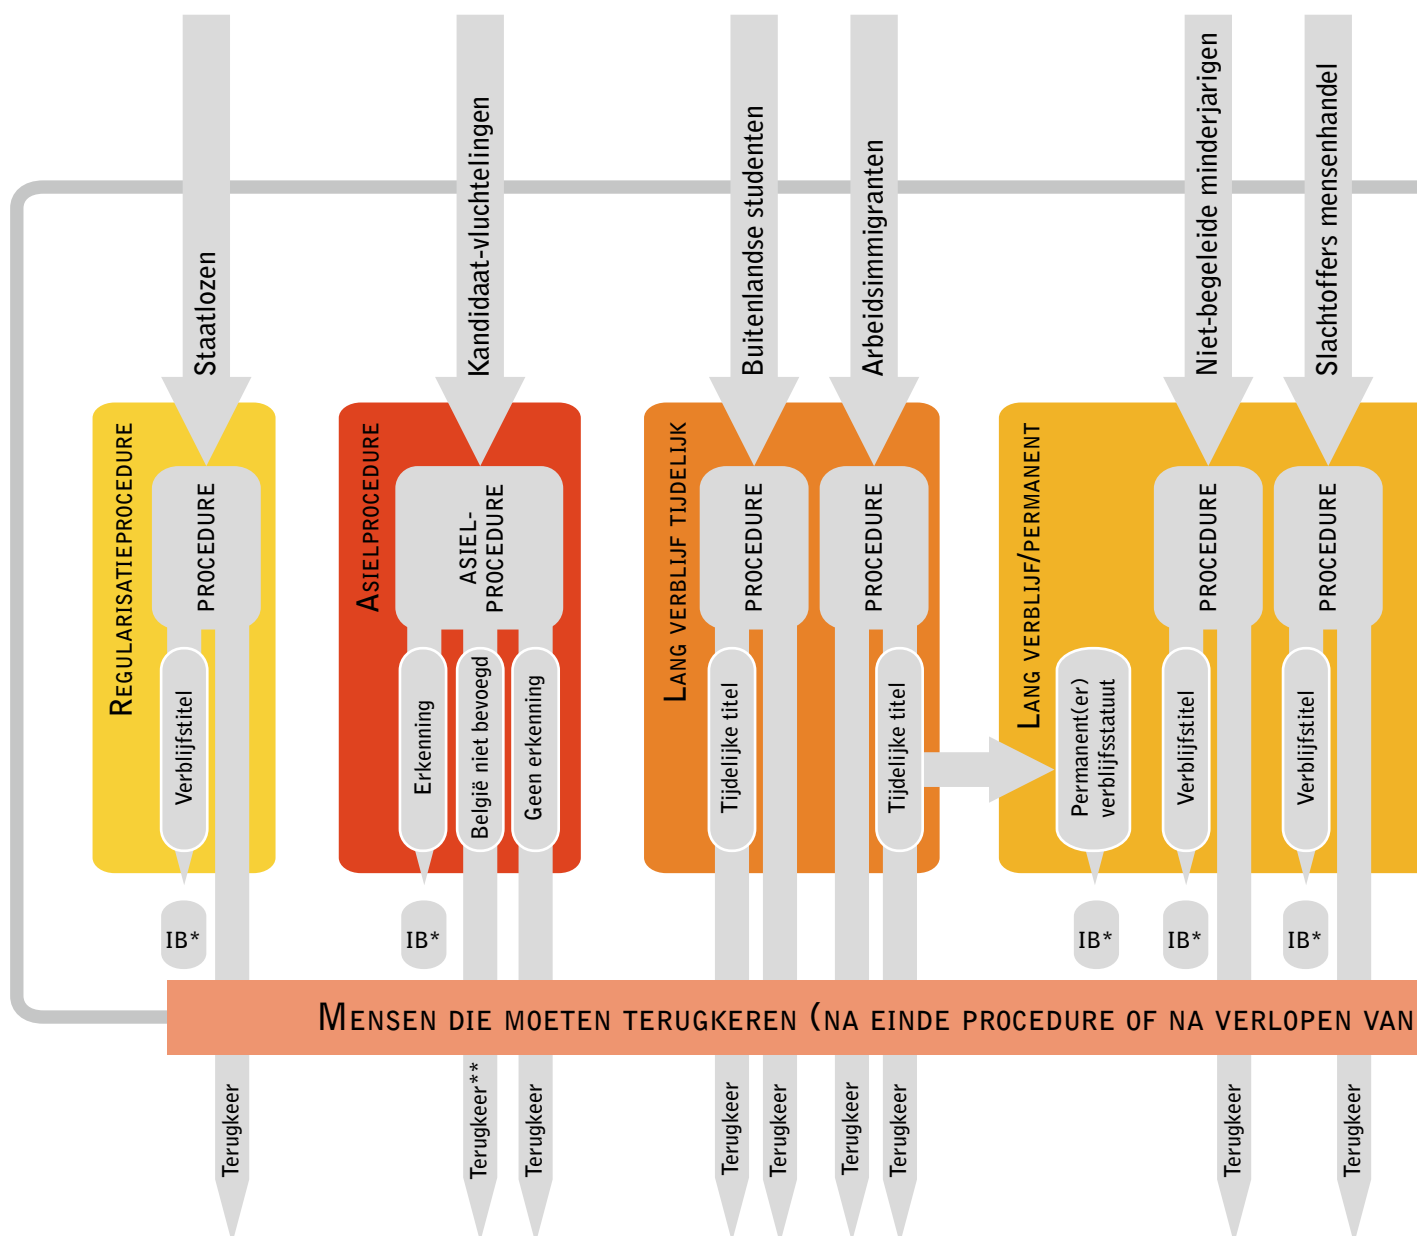 Staatlozen
Kandidaat-vluchtelingen
Buitenlandse studenten
Arbeidsimmigranten
Niet-begeleide minderjarigen
Slachtoffers mensenhandel
REGULARISATIEPROCEDURE
PROCEDURE
Verblijfstitel
ASIELPROCEDURE
ASIEL-
PROCEDURE
Erkenning
België niet bevoegd
Geen erkenning
LANG VERBLIJF TIJDELIJK
PROCEDURE
PROCEDURE
Tijdelijke titel
Tijdelijke titel
LANG VERBLIJF/PERMANENT
PROCEDURE
PROCEDURE
Permanent(er)
verblijfsstatuut
Verblijfstitel
Verblijfstitel
IB*
IB*
IB*
IB*
IB*
MENSEN DIE MOETEN TERUGKEREN (NA EINDE PROCEDURE OF NA VERLOPEN VAN
Terugkeer
Terugkeer**
Terugkeer
Terugkeer
Terugkeer
Terugkeer
Terugkeer
Terugkeer
Terugkeer